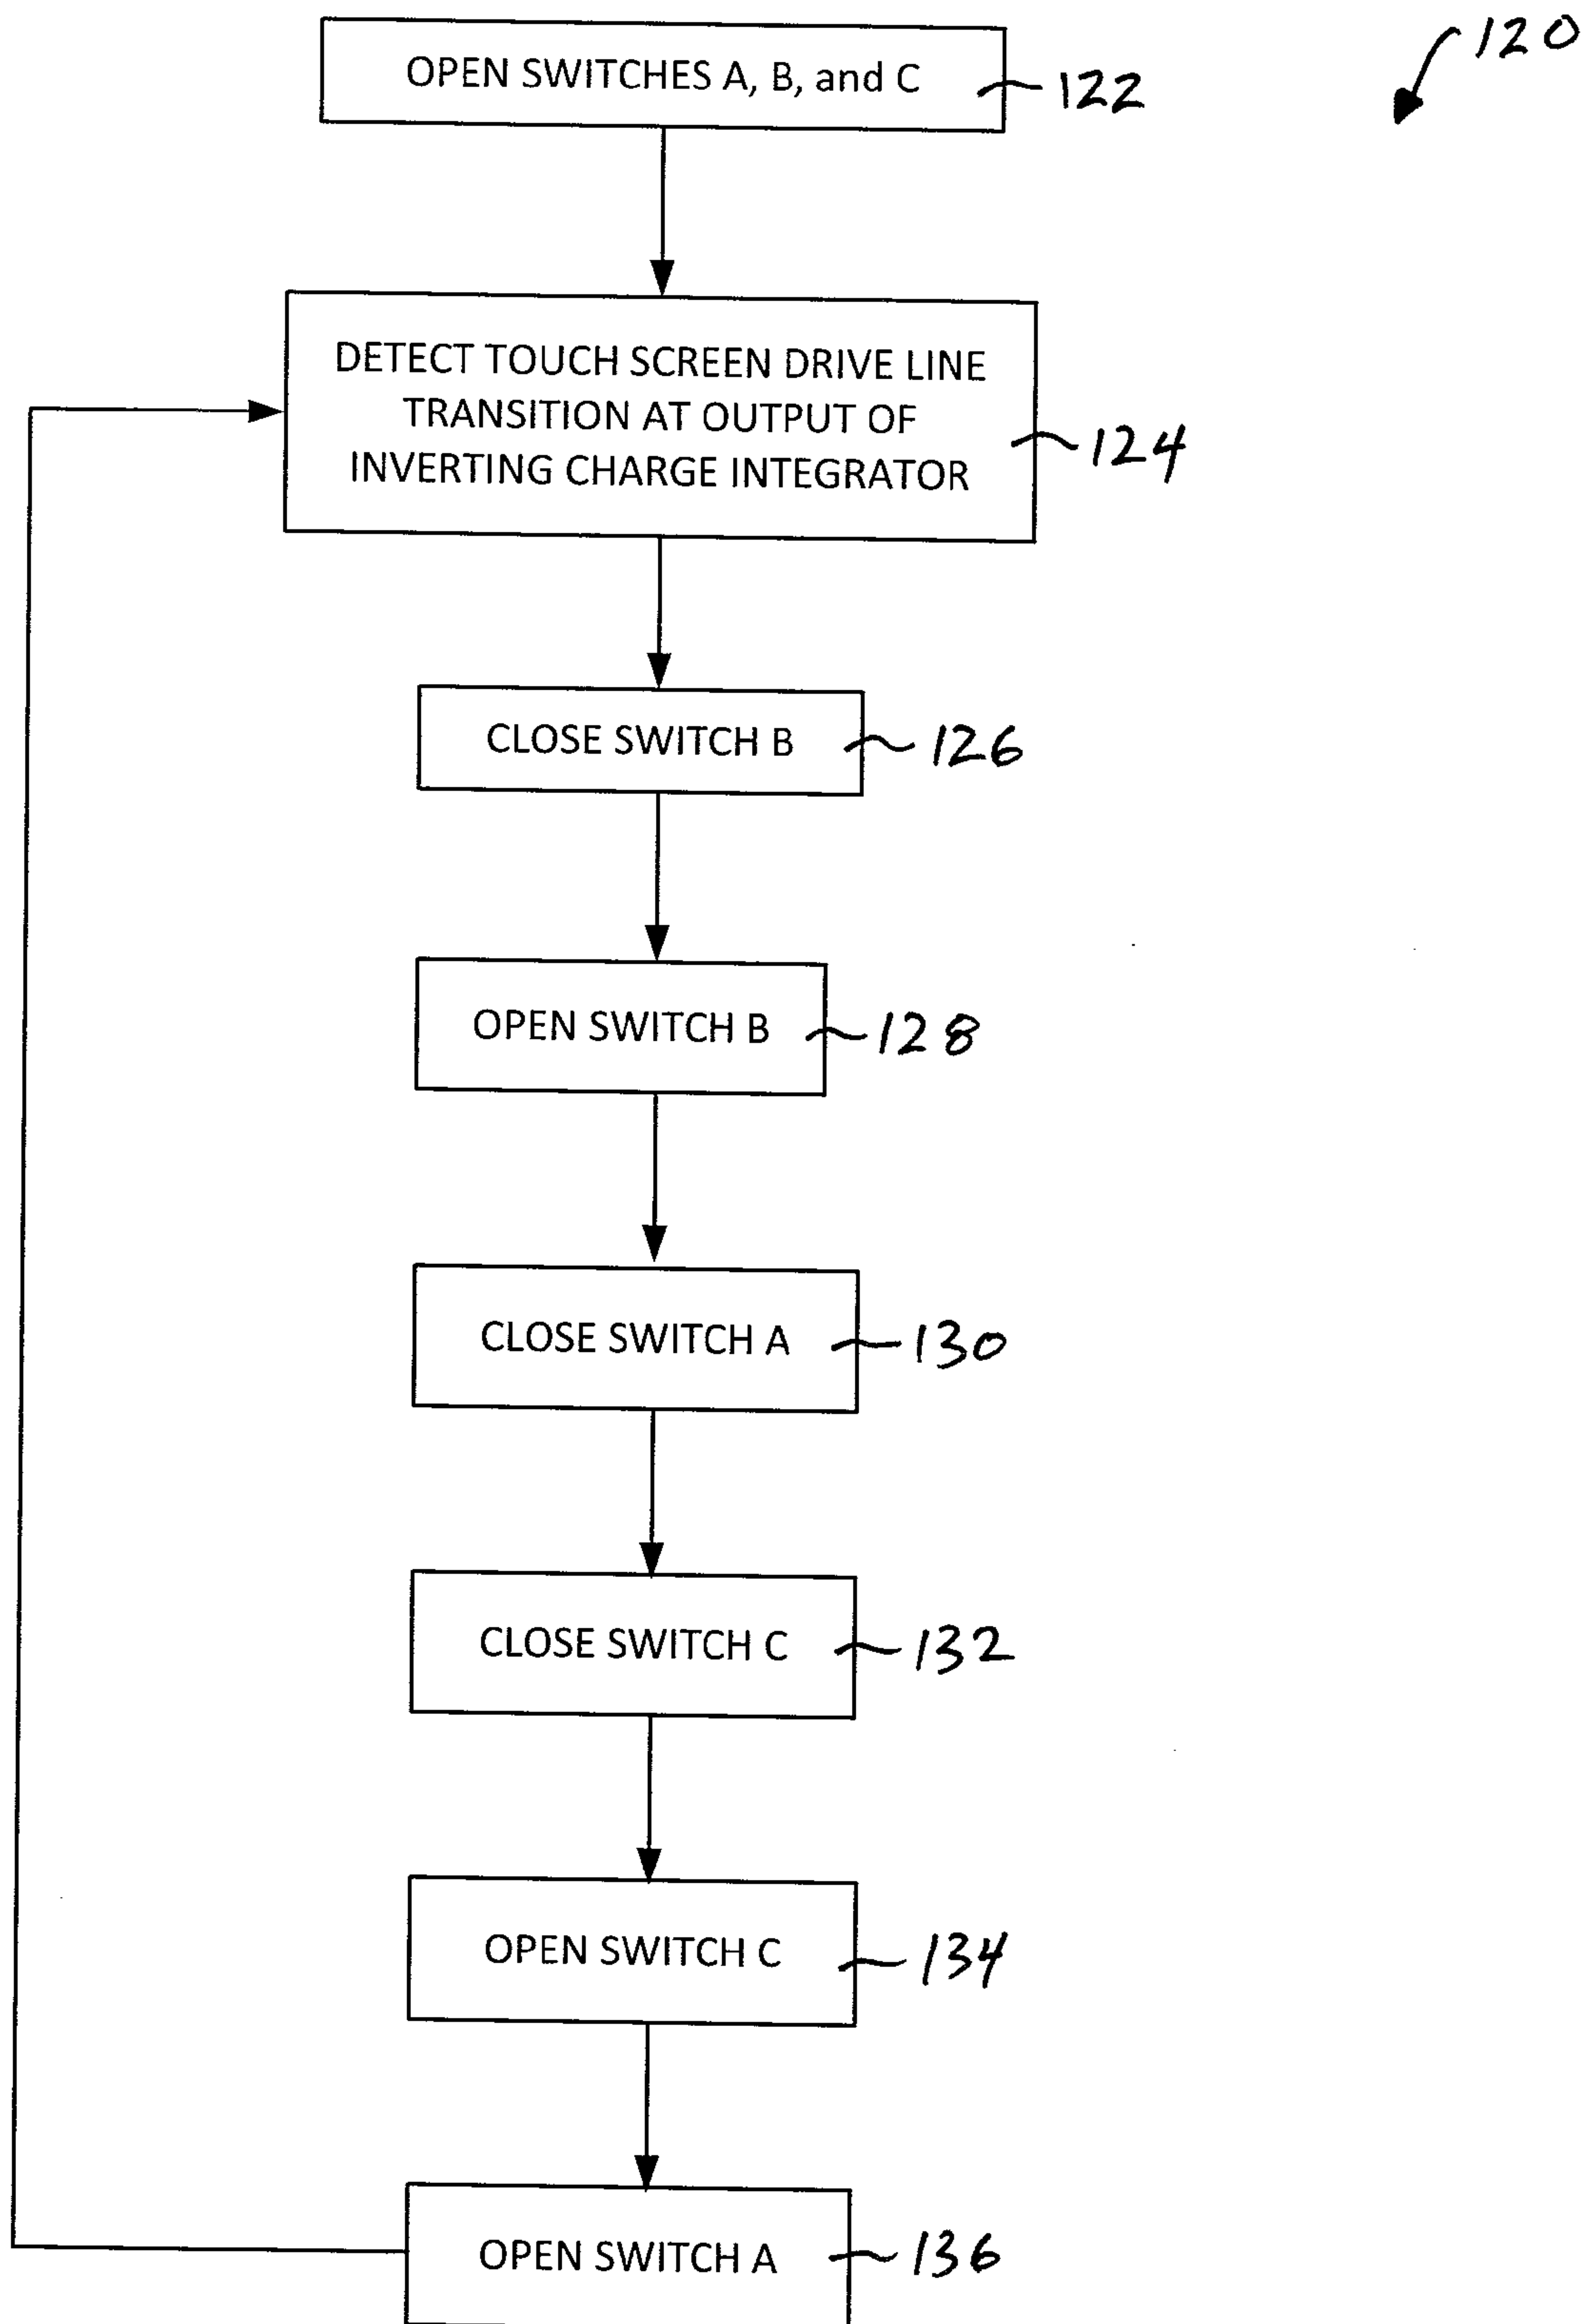 120
OPEN SWITCHES A, B, and C 122
DETECT TOUCH SCREEN DRIVE LINE
TRANSITION AT OUTPUT OF
INVERTING CHARGE INTEGRATOR
124
CLOSE SWITCH B 126
OPEN SWITCH B 128
CLOSE SWITCH A 130
CLOSE SWITCH C 132
OPEN SWITCH C 134
OPEN SWITCH A 136